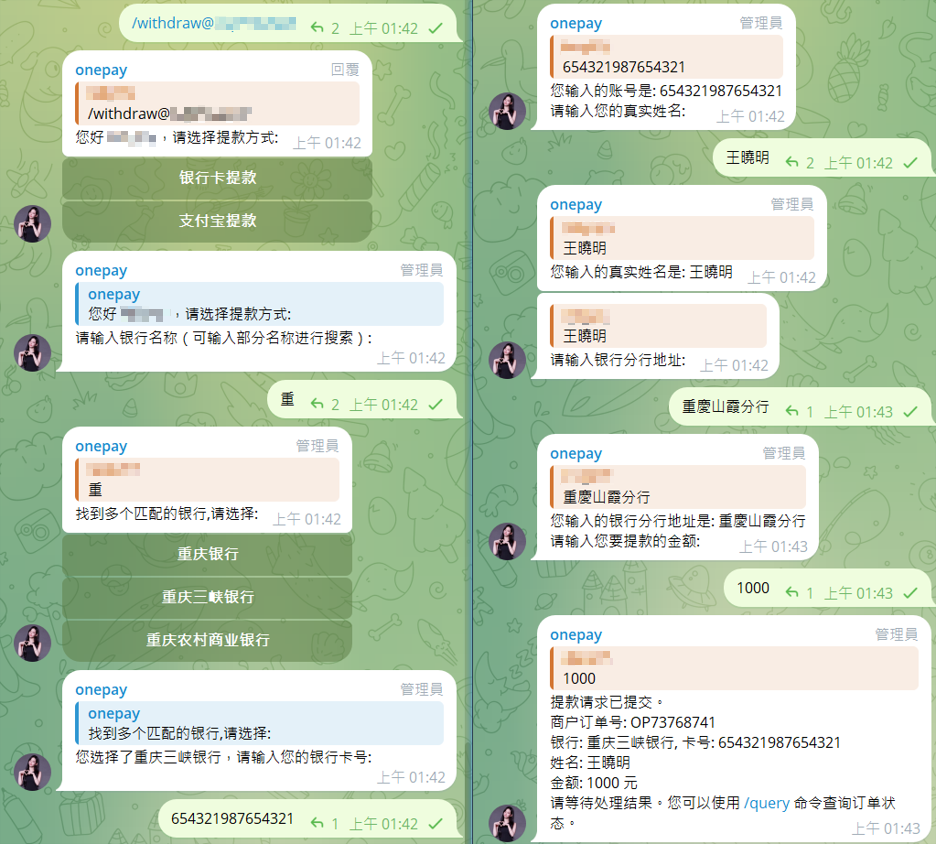 /withdraw@
2 上午 01:42
onepay 回覆
/withdraw@
您好
，请选择提款方式:
上午 01:42
银行卡提款
支付宝提款
onepay 管理員
onepay
您好
，请选择提款方式:
请输入银行名称（可输入部分名称进行搜索）:
上午 01:42
重 2 上午 01:42
onepay 管理員
重
找到多个匹配的银行,请选择:
上午 01:42
重庆银行
重庆三峡银行
重庆农村商业银行
onepay 管理員
onepay
找到多个匹配的银行,请选择:
您选择了重庆三峡银行，请输入您的银行卡号:
上午 01:42
654321987654321 1 上午 01:42
onepay 管理員
654321987654321
您输入的账号是: 654321987654321
请输入您的真实姓名:
上午 01:42
王曉明 2 上午 01:42
onepay 管理員
王曉明
您输入的真实姓名是: 王曉明
上午 01:42
王曉明
请输入银行分行地址:
上午 01:42
重慶山霞分行 1 上午 01:43
onepay 管理員
重慶山霞分行
您输入的银行分行地址是: 重慶山霞分行
请输入您要提款的金额:
上午 01:43
1000 1 上午 01:43
onepay 管理員
1000
提款请求已提交。
商户订单号: OP73768741
银行: 重庆三峡银行, 卡号: 654321987654321
姓名: 王曉明
金额: 1000 元
请等待处理结果。您可以使用 /query 命令查询订单状
态。
上午 01:43